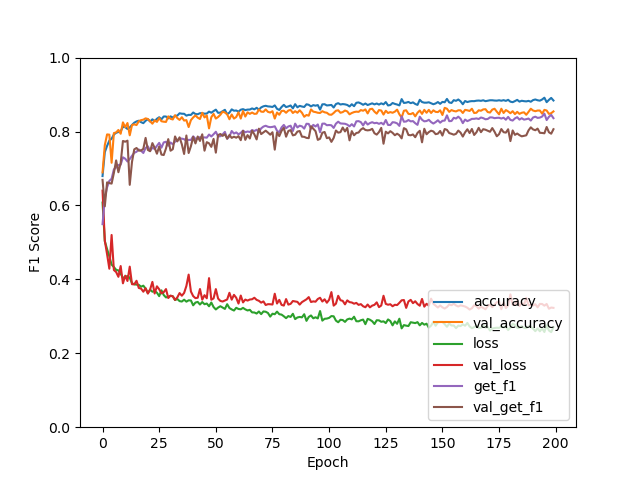 1.0
0.8
0.6
0.4
0.2
0.0
F1 Score
0 25 50 75 100 125 150 175 200
Epoch
accuracy
val_accuracy
loss
val_loss
get_f1
val_get_f1